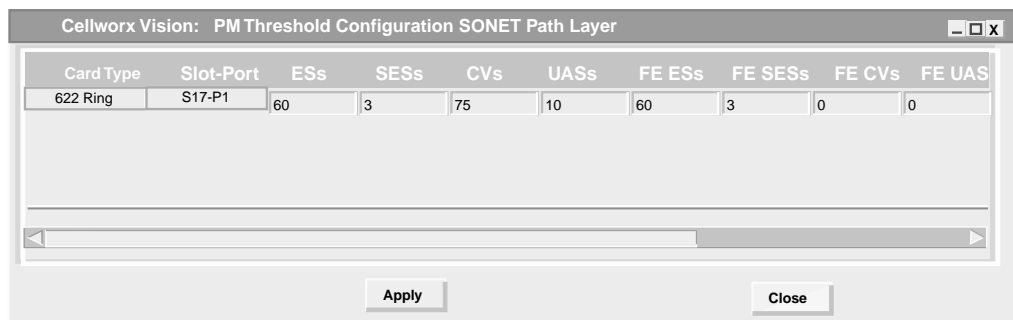 Cellworx Vision: PM Threshold Configuration SONET Path Layer
Card Type Slot-Port ESs SESs CVs UASs FE ESs FE SESs FE CVs FE UAS
622 Ring S17-P1 60 3 75 10 60 3 0 0
Apply Close